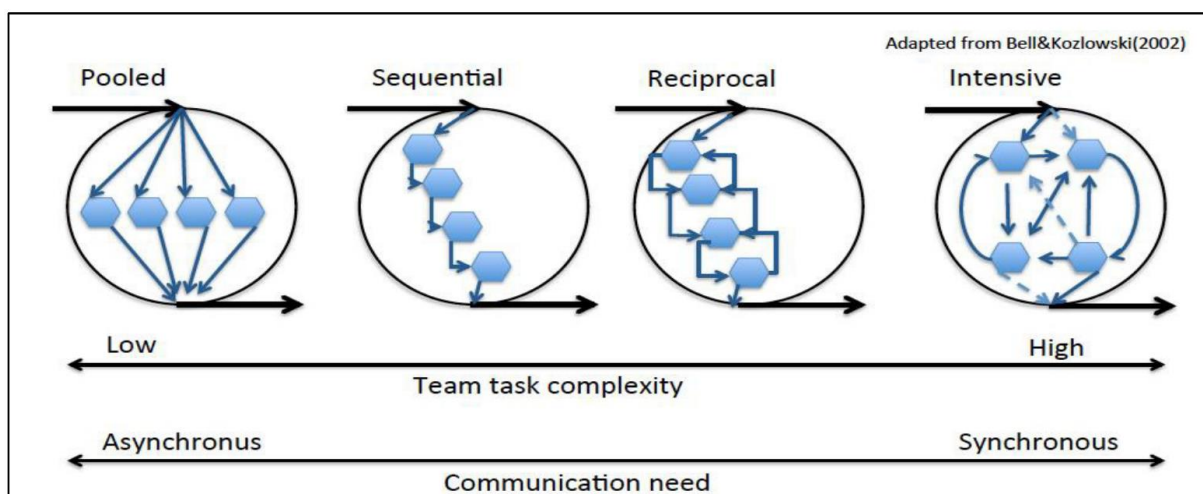 Adapted from Bell&Kozlowski(2002)
Pooled Sequential Reciprocal Intensive
Low High
Team task complexity
Asynchronus Synchronous
Communication need